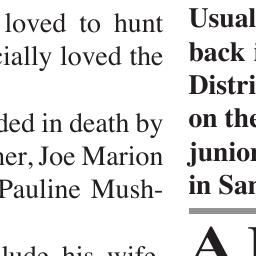 loved to hunt
cially loved the
ded in death by
her, Joe Marion
Pauline Mush-
lude his wife,
Usual
back i
Distri
on the
junior
in San
A